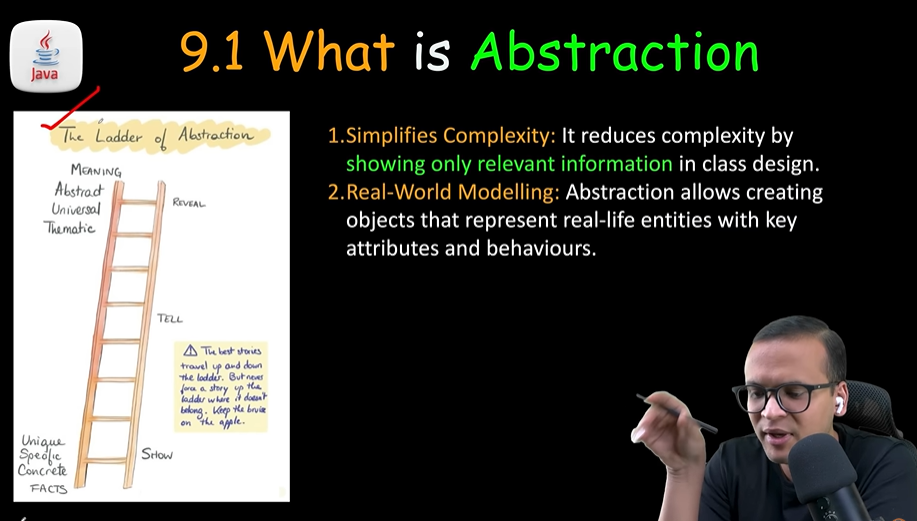 Java
9.1 What is Abstraction
The Ladder of Abstraction
MEANING
Abstract
Universal
Thematic
REVEAL
TELL
⚠ The best stories
travel up and down
the ladder. But never
force a story up the
ladder where it doesn't
belong. Keep the bruise
on the apple.
Unique
Specific
Concrete
FACTS
SHOW
1.Simplifies Complexity: It reduces complexity by
showing only relevant information in class design.
2.Real-World Modelling: Abstraction allows creating
objects that represent real-life entities with key
attributes and behaviours.